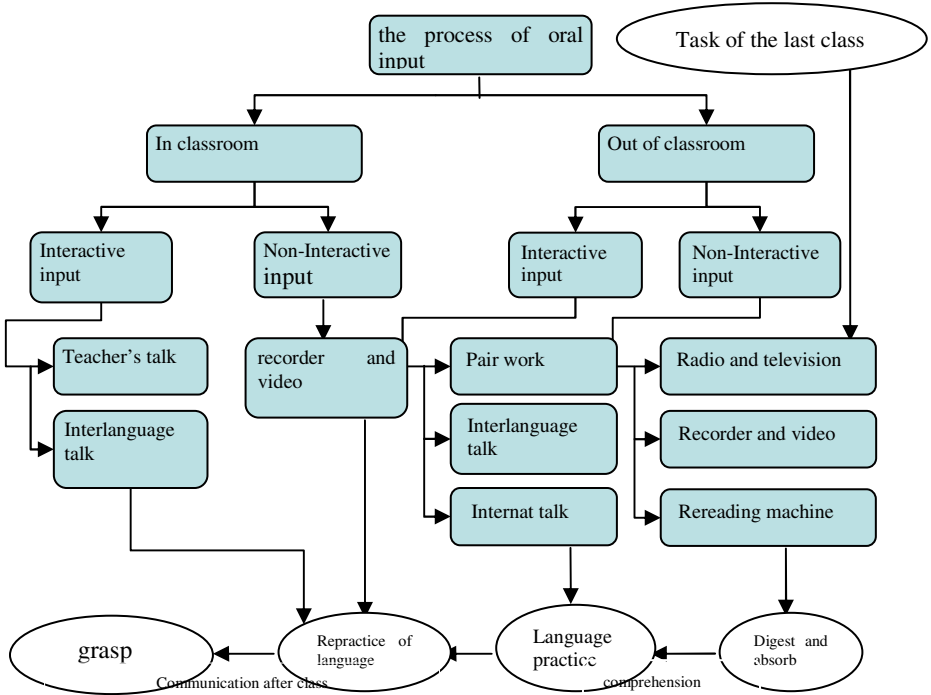 the process of oral
input
Task of the last class
In classroom
Out of classroom
Interactive
input
Non-Interactive
input
Interactive
input
Non-Interactive
input
Teacher's talk
recorder and
video
Pair work
Radio and television
Interlanguage
talk
Interlanguage
talk
Recorder and video
Internat talk
Rereading machine
grasp
Repractice of
language
Language
practice
Digest and
absorb
Communication after class
comprehension